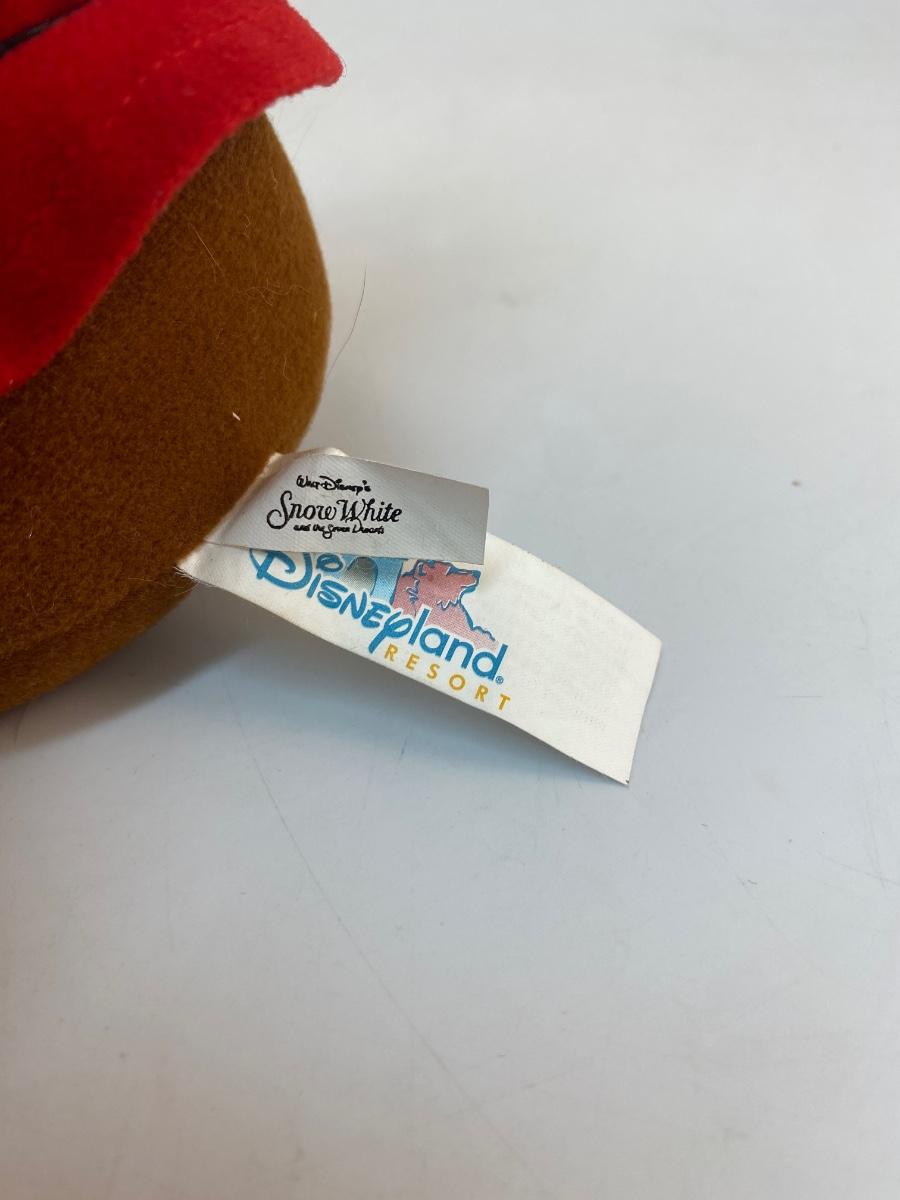 Walt Disney's
Snow White
and the Seven Dwarfs
Disneyland®
RESORT